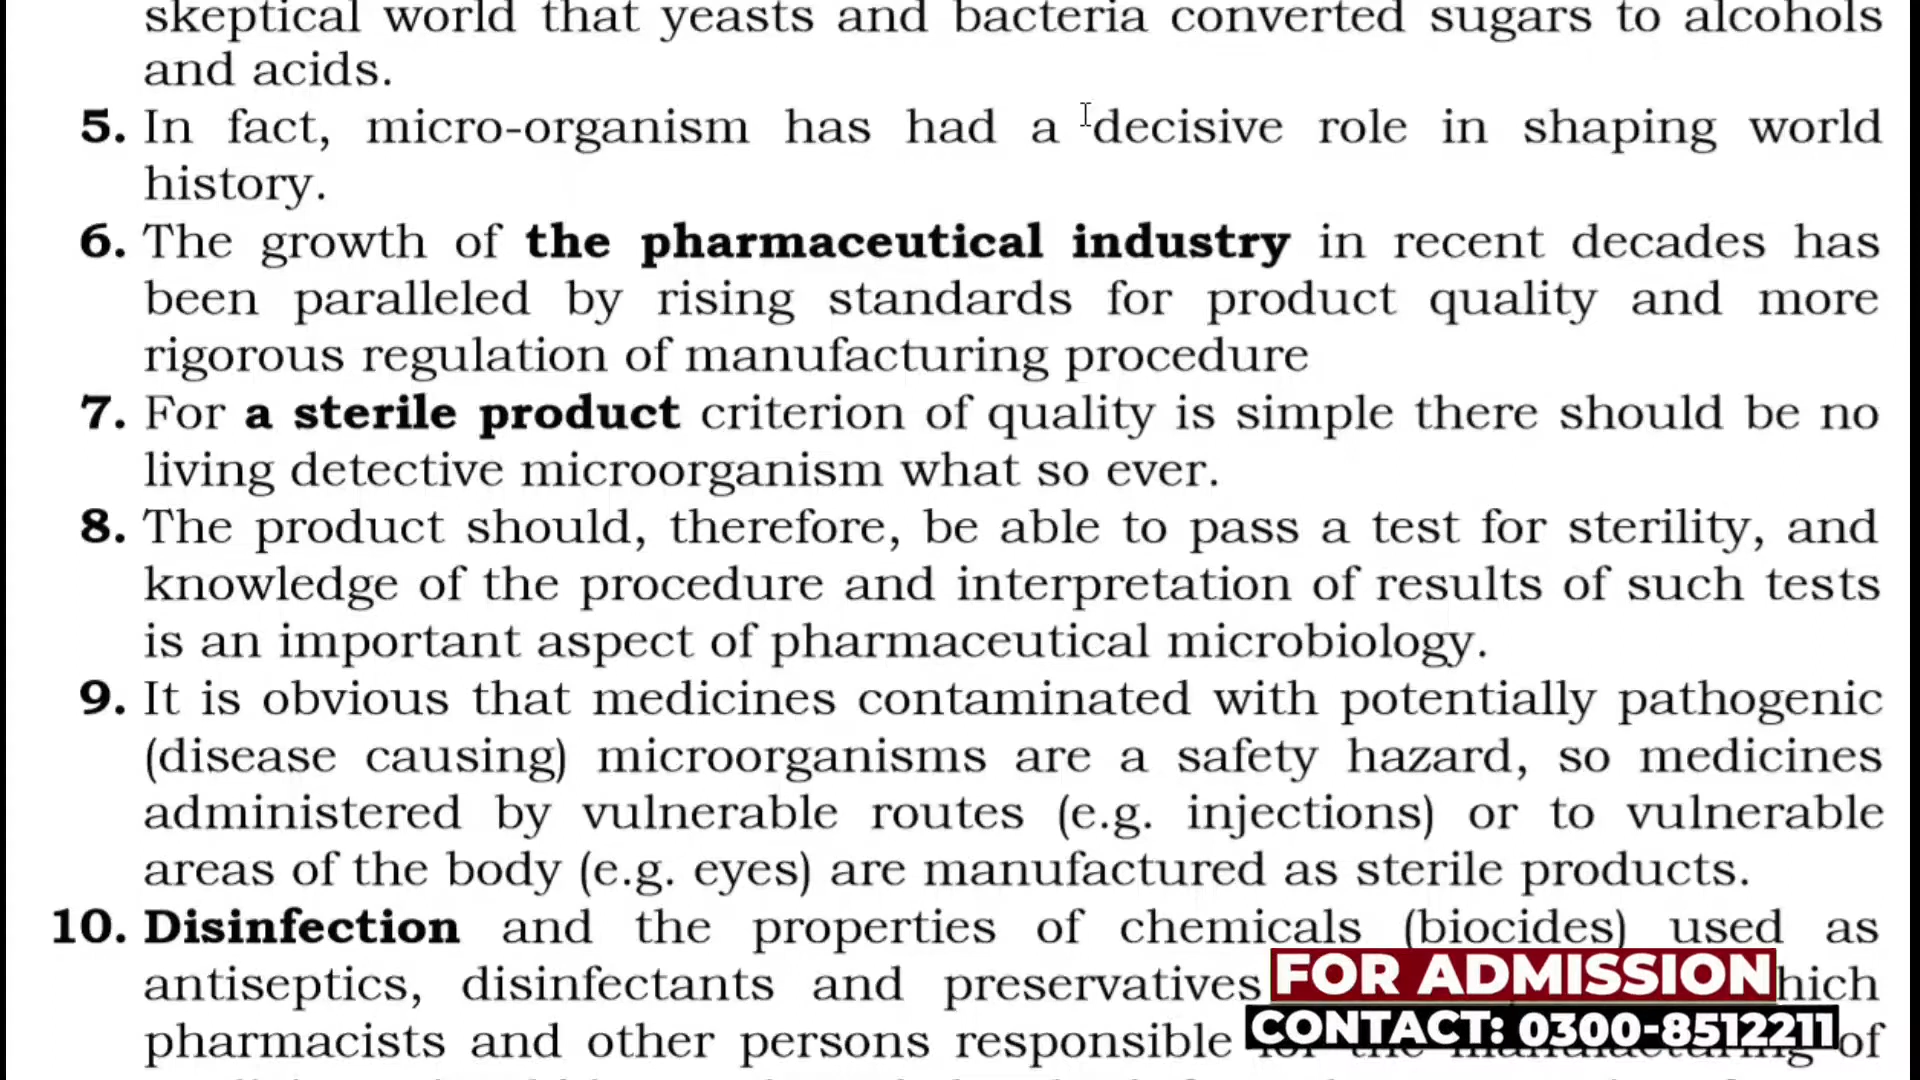 skeptical world that yeasts and bacteria converted sugars to alcohols
and acids.
5. In fact, micro-organism has had a decisive role in shaping world
history.
6. The growth of the pharmaceutical industry in recent decades has
been paralleled by rising standards for product quality and more
rigorous regulation of manufacturing procedure
7. For a sterile product criterion of quality is simple there should be no
living detective microorganism what so ever.
8. The product should, therefore, be able to pass a test for sterility, and
knowledge of the procedure and interpretation of results of such tests
is an important aspect of pharmaceutical microbiology.
9. It is obvious that medicines contaminated with potentially pathogenic
(disease causing) microorganisms are a safety hazard, so medicines
administered by vulnerable routes (e.g. injections) or to vulnerable
areas of the body (e.g. eyes) are manufactured as sterile products.
10. Disinfection and the properties of chemicals (biocides) used as
antiseptics, disinfectants and preservatives
pharmacists and other persons responsible of
FOR ADMISSION
CONTACT: 0300-8512211